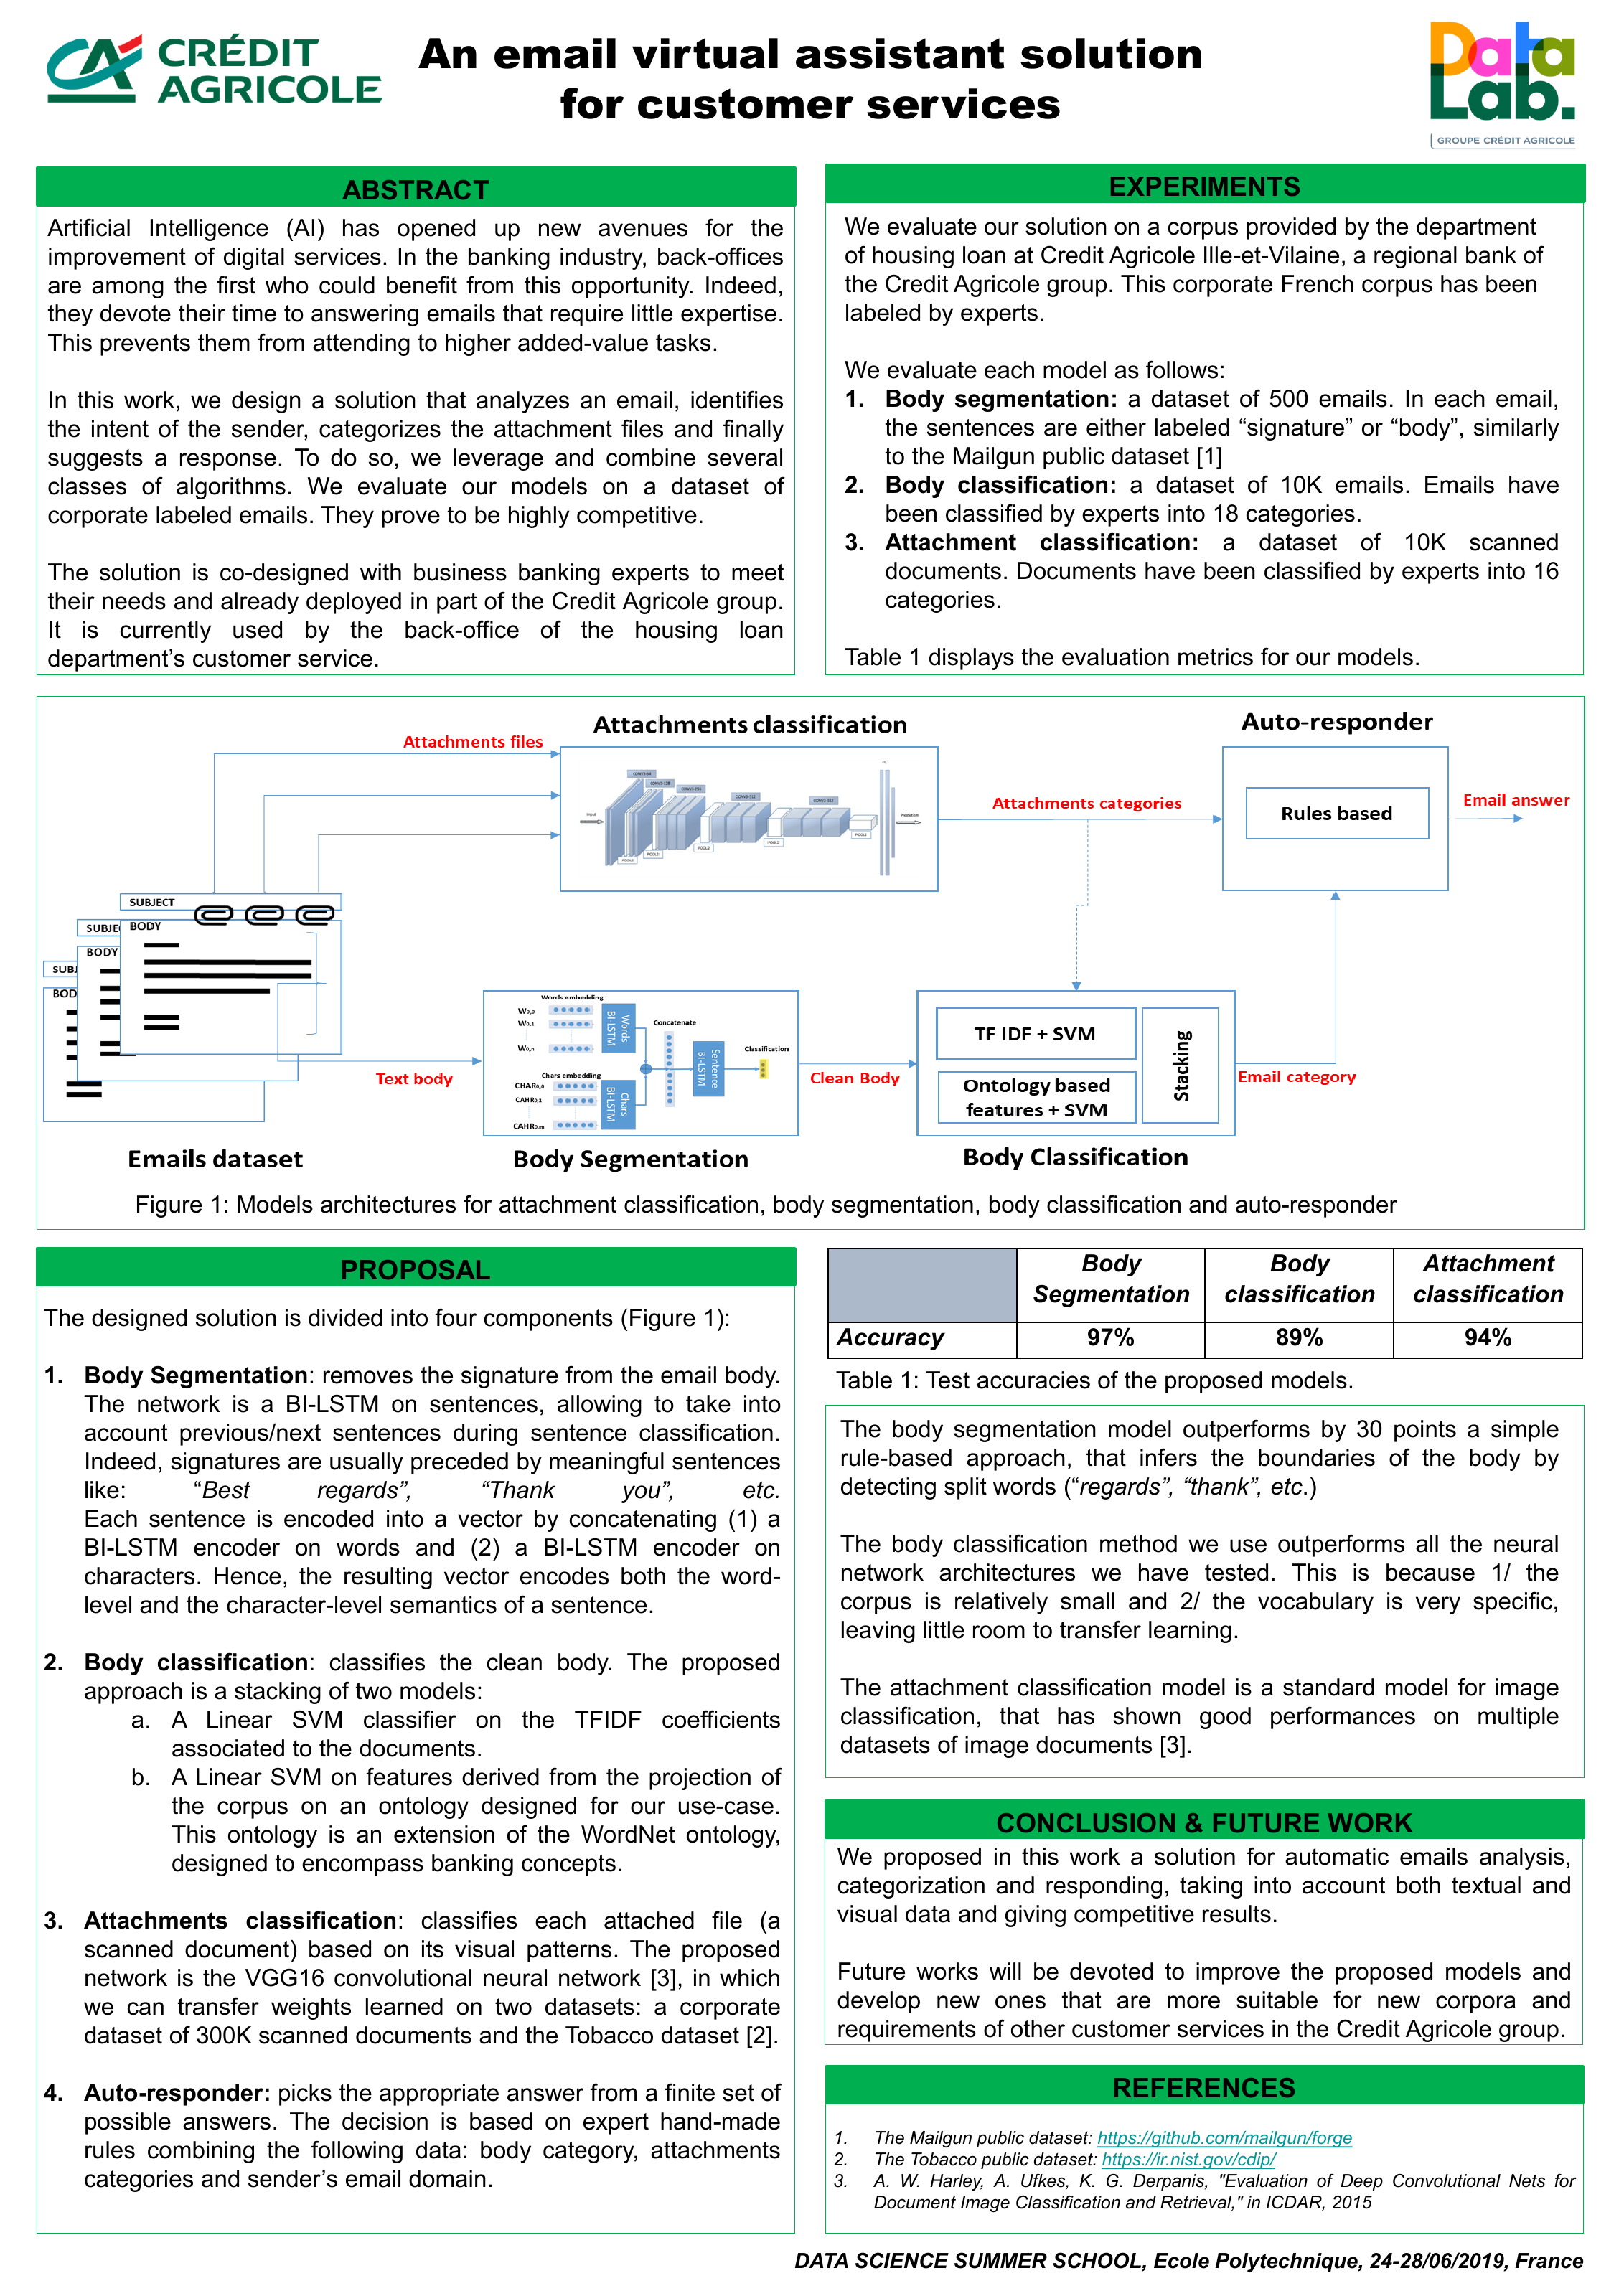 CRÉDIT
AGRICOLE
An email virtual assistant solution
for customer services
Data
Lab.
GROUPE CRÉDIT AGRICOLE
ABSTRACT
Artificial Intelligence (AI) has opened up new avenues for the
improvement of digital services. In the banking industry, back-offices
are among the first who could benefit from this opportunity. Indeed,
they devote their time to answering emails that require little expertise.
This prevents them from attending to higher added-value tasks.
In this work, we design a solution that analyzes an email, identifies
the intent of the sender, categorizes the attachment files and finally
suggests a response. To do so, we leverage and combine several
classes of algorithms. We evaluate our models on a dataset of
corporate labeled emails. They prove to be highly competitive.
The solution is co-designed with business banking experts to meet
their needs and already deployed in part of the Credit Agricole group.
It is currently used by the back-office of the housing loan
department's customer service.
EXPERIMENTS
We evaluate our solution on a corpus provided by the department
of housing loan at Credit Agricole Ille-et-Vilaine, a regional bank of
the Credit Agricole group. This corporate French corpus has been
labeled by experts.
We evaluate each model as follows:
1. Body segmentation: a dataset of 500 emails. In each email,
the sentences are either labeled “signature” or “body”, similarly
to the Mailgun public dataset [1]
2. Body classification: a dataset of 10K emails. Emails have
been classified by experts into 18 categories.
3. Attachment classification: a dataset of 10K scanned
documents. Documents have been classified by experts into 16
categories.
Table 1 displays the evaluation metrics for our models.
Attachments classification
Auto-responder
Attachments files
CONV3-64
CONV3-128
CONV3-256
CONV3-512
CONV3-512
FC
Input
Prediction
POOL1
POOL2
POOL2
POOL2
POOL1
Attachments categories
Rules based
Email answer
SUBJECT
BODY
SUBJE
BODY
SUBJ
BOD
Text body
Words embedding
W0,0
W0,1
W0,n
Words
BI-LSTM
Concatenate
Sentence
BI-LSTM
Classification
Chars embedding
CHAR0,0
CAHR0,1
CAHR0,m
Chars
BI-LSTM
Clean Body
TF IDF + SVM
Ontology based
features + SVM
Stacking
Email category
Emails dataset
Body Segmentation
Body Classification
Figure 1: Models architectures for attachment classification, body segmentation, body classification and auto-responder
PROPOSAL
The designed solution is divided into four components (Figure 1):
1. Body Segmentation: removes the signature from the email body.
The network is a BI-LSTM on sentences, allowing to take into
account previous/next sentences during sentence classification.
Indeed, signatures are usually preceded by meaningful sentences
like: “Best regards”, “Thank you”, etc.
Each sentence is encoded into a vector by concatenating (1) a
BI-LSTM encoder on words and (2) a BI-LSTM encoder on
characters. Hence, the resulting vector encodes both the word-
level and the character-level semantics of a sentence.
2. Body classification: classifies the clean body. The proposed
approach is a stacking of two models:
a. A Linear SVM classifier on the TFIDF coefficients
associated to the documents.
b. A Linear SVM on features derived from the projection of
the corpus on an ontology designed for our use-case.
This ontology is an extension of the WordNet ontology,
designed to encompass banking concepts.
3. Attachments classification: classifies each attached file (a
scanned document) based on its visual patterns. The proposed
network is the VGG16 convolutional neural network [3], in which
we can transfer weights learned on two datasets: a corporate
dataset of 300K scanned documents and the Tobacco dataset [2].
4. Auto-responder: picks the appropriate answer from a finite set of
possible answers. The decision is based on expert hand-made
rules combining the following data: body category, attachments
categories and sender's email domain.
Body Segmentation Body classification Attachment classification
Accuracy 97% 89% 94%
Table 1: Test accuracies of the proposed models.
The body segmentation model outperforms by 30 points a simple
rule-based approach, that infers the boundaries of the body by
detecting split words (“regards”, “thank”, etc.)
The body classification method we use outperforms all the neural
network architectures we have tested. This is because 1/ the
corpus is relatively small and 2/ the vocabulary is very specific,
leaving little room to transfer learning.
The attachment classification model is a standard model for image
classification, that has shown good performances on multiple
datasets of image documents [3].
CONCLUSION & FUTURE WORK
We proposed in this work a solution for automatic emails analysis,
categorization and responding, taking into account both textual and
visual data and giving competitive results.
Future works will be devoted to improve the proposed models and
develop new ones that are more suitable for new corpora and
requirements of other customer services in the Credit Agricole group.
REFERENCES
1. The Mailgun public dataset: https://github.com/mailgun/forge
2. The Tobacco public dataset: https://ir.nist.gov/cdip/
3. A. W. Harley, A. Ufkes, K. G. Derpanis, "Evaluation of Deep Convolutional Nets for
Document Image Classification and Retrieval," in ICDAR, 2015
DATA SCIENCE SUMMER SCHOOL, Ecole Polytechnique, 24-28/06/2019, France